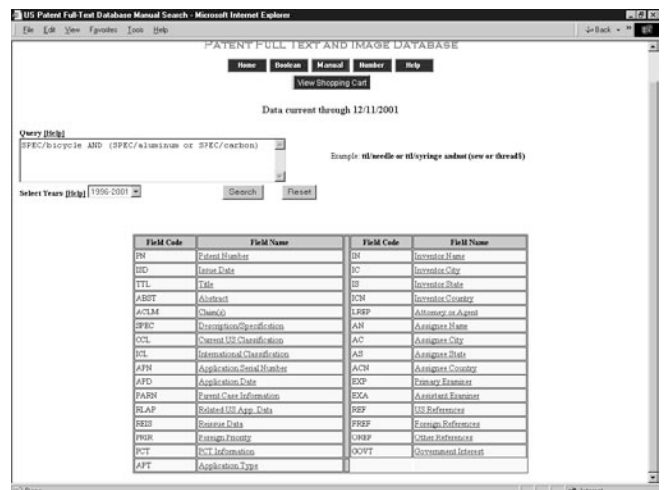 US Patent Full-Text Database Manual Search - Microsoft Internet Explorer
File Edit View Favorites Tools Help
Back
PATENT FULL TEXT AND IMAGE DATABASE
Home Boolean Manual Number Help
View Shopping Cart
Data current through 12/11/2001
Query [Help]
SPEC/bicycle AND (SPEC/aluminum or SPEC/carbon)
Example: ttl/needle or ttl/syringe andnot (sew or thread$)
Select Years [Help] 1996-2001 Search Reset
Field Code Field Name Field Code Field Name
PN Patent Number IN Inventor Name
ISD Issue Date IC Inventor City
TTL Title IS Inventor State
ABST Abstract ICN Inventor Country
ACLM Claim(s) LREP Attorney or Agent
SPEC Description/Specification AN Assignee Name
CCL Current US Classification AC Assignee City
ICL International Classification AS Assignee State
APN Application Serial Number ACN Assignee Country
APD Application Date EXP Primary Examiner
PARN Parent Case Information EXA Assistant Examiner
RLAP Related US App. Data REF US References
REIS Reissue Data FREF Foreign References
PRIR Foreign Priority OREF Other References
PCT PCT Information GOVT Government Interest
APT Application Type